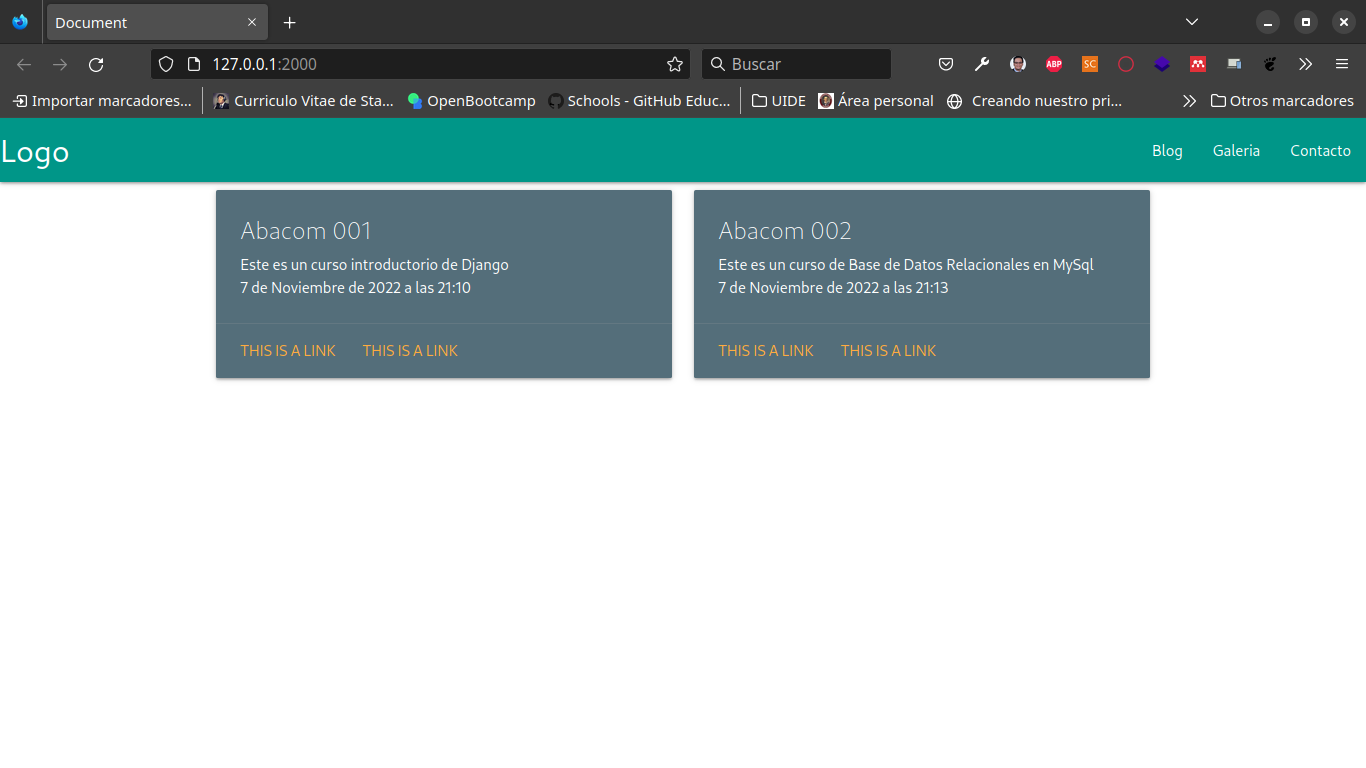 Document
127.0.0.1:2000
Buscar
ABP
SC
Importar marcadores...
Curriculo Vitae de Sta...
OpenBootcamp
Schools - GitHub Educ...
UIDE
Área personal
Creando nuestro pri...
Otros marcadores
Logo
Blog
Galeria
Contacto
Abacom 001
Este es un curso introductorio de Django
7 de Noviembre de 2022 a las 21:10
THIS IS A LINK THIS IS A LINK
Abacom 002
Este es un curso de Base de Datos Relacionales en MySql
7 de Noviembre de 2022 a las 21:13
THIS IS A LINK THIS IS A LINK